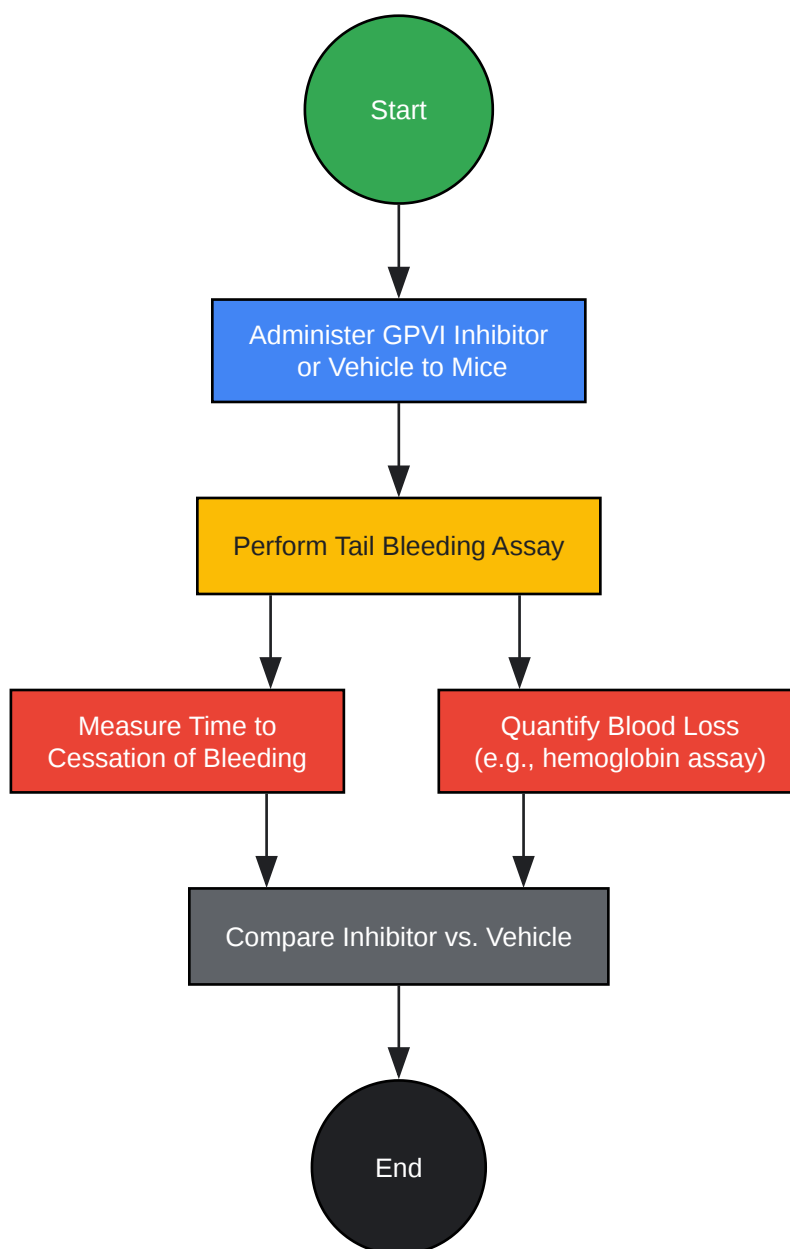 Start
Administer GPVI Inhibitor
or Vehicle to Mice
Perform Tail Bleeding Assay
Measure Time to
Cessation of Bleeding
Quantify Blood Loss
(e.g., hemoglobin assay)
Compare Inhibitor vs. Vehicle
End